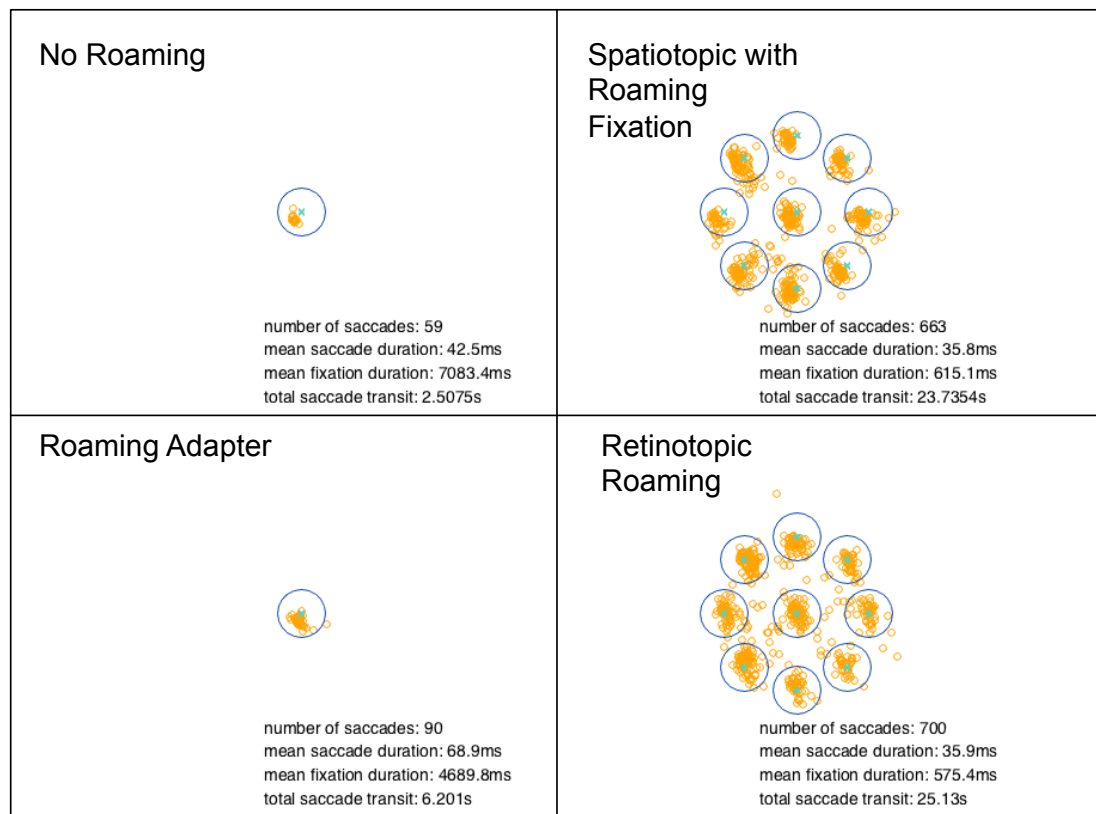 No Roaming
number of saccades: 59
mean saccade duration: 42.5ms
mean fixation duration: 7083.4ms
total saccade transit: 2.5075s
Spatiotopic with
Roaming
Fixation
number of saccades: 663
mean saccade duration: 35.8ms
mean fixation duration: 615.1ms
total saccade transit: 23.7354s
Roaming Adapter
number of saccades: 90
mean saccade duration: 68.9ms
mean fixation duration: 4689.8ms
total saccade transit: 6.201s
Retinotopic
Roaming
number of saccades: 700
mean saccade duration: 35.9ms
mean fixation duration: 575.4ms
total saccade transit: 25.13s